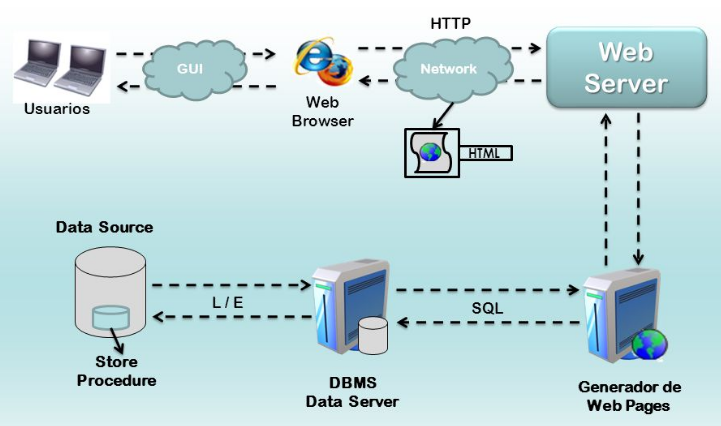 HTTP
Web
Server
GUI
Network
Usuarios
Web
Browser
HTML
Data Source
L / E
SQL
Store
Procedure
DBMS
Data Server
Generador de
Web Pages